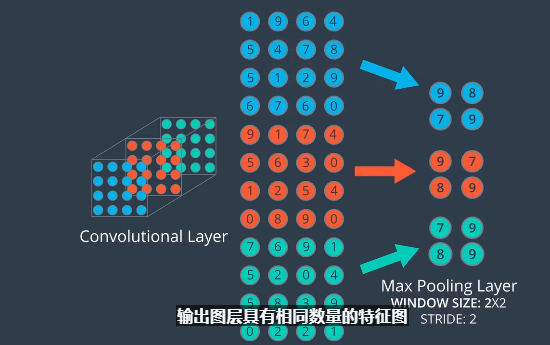 1 9 6 4
5 4 7 8
5 1 2 9
6 7 6 0
9 1 7 4
5 6 3 0
1 2 5 4
0 8 9 0
7 6 9 1
5 2 0 4
5 8 3 9
0 2 2 1
9 8
7 9
9 7
8 9
7 9
8 9
Convolutional Layer
Max Pooling Layer
WINDOW SIZE: 2X2
STRIDE: 2
输出图层具有相同数量的特征图